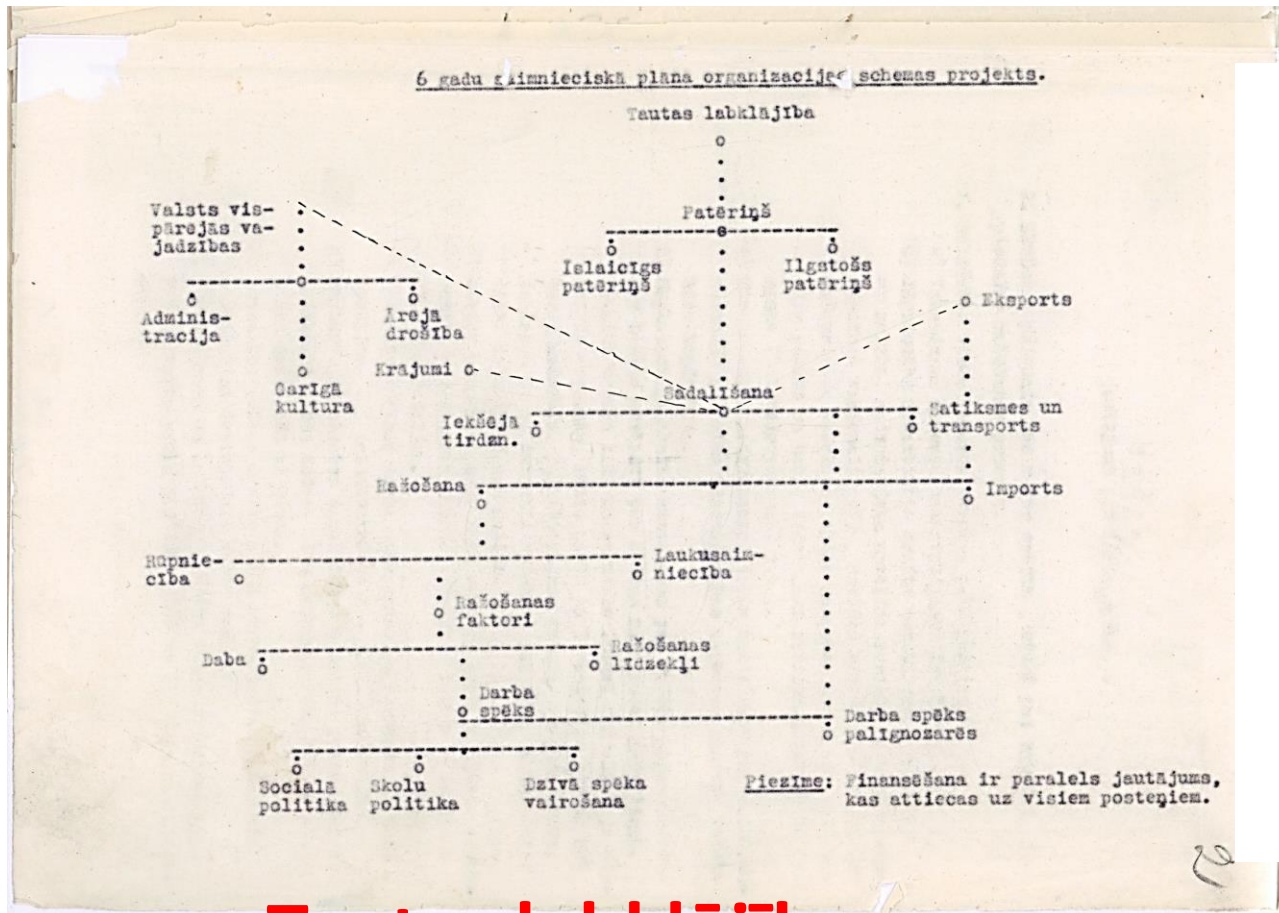 6 gadu saimnieciskā plāna organizacijas schemas projekts.
Tautas labklājība
Valsts vis-
pārejās va-
jadzības
Patēriņš
Islaicīgs
patēriņš
Ilgstošs
patēriņš
Eksports
Adminis-
tracija
Āreja
drošība
Krājumi
Garīgā
kultura
Sadalīšana
Iekšēja
tirdzn.
Satiksmes un
transports
Ražošana
Imports
Rūpnie-
cība
Laukusaim-
niecība
Ražošanas
faktori
Daba
Ražošanas
līdzekļi
Darba
spēks
Darba spēks
palīgnozarēs
Sociala
politika
Skolu
politika
Dzīvā spēka
vairošana
Piezīme: Finansēšana ir paralels jautājums,
kas attiecas uz visiem posteņiem.